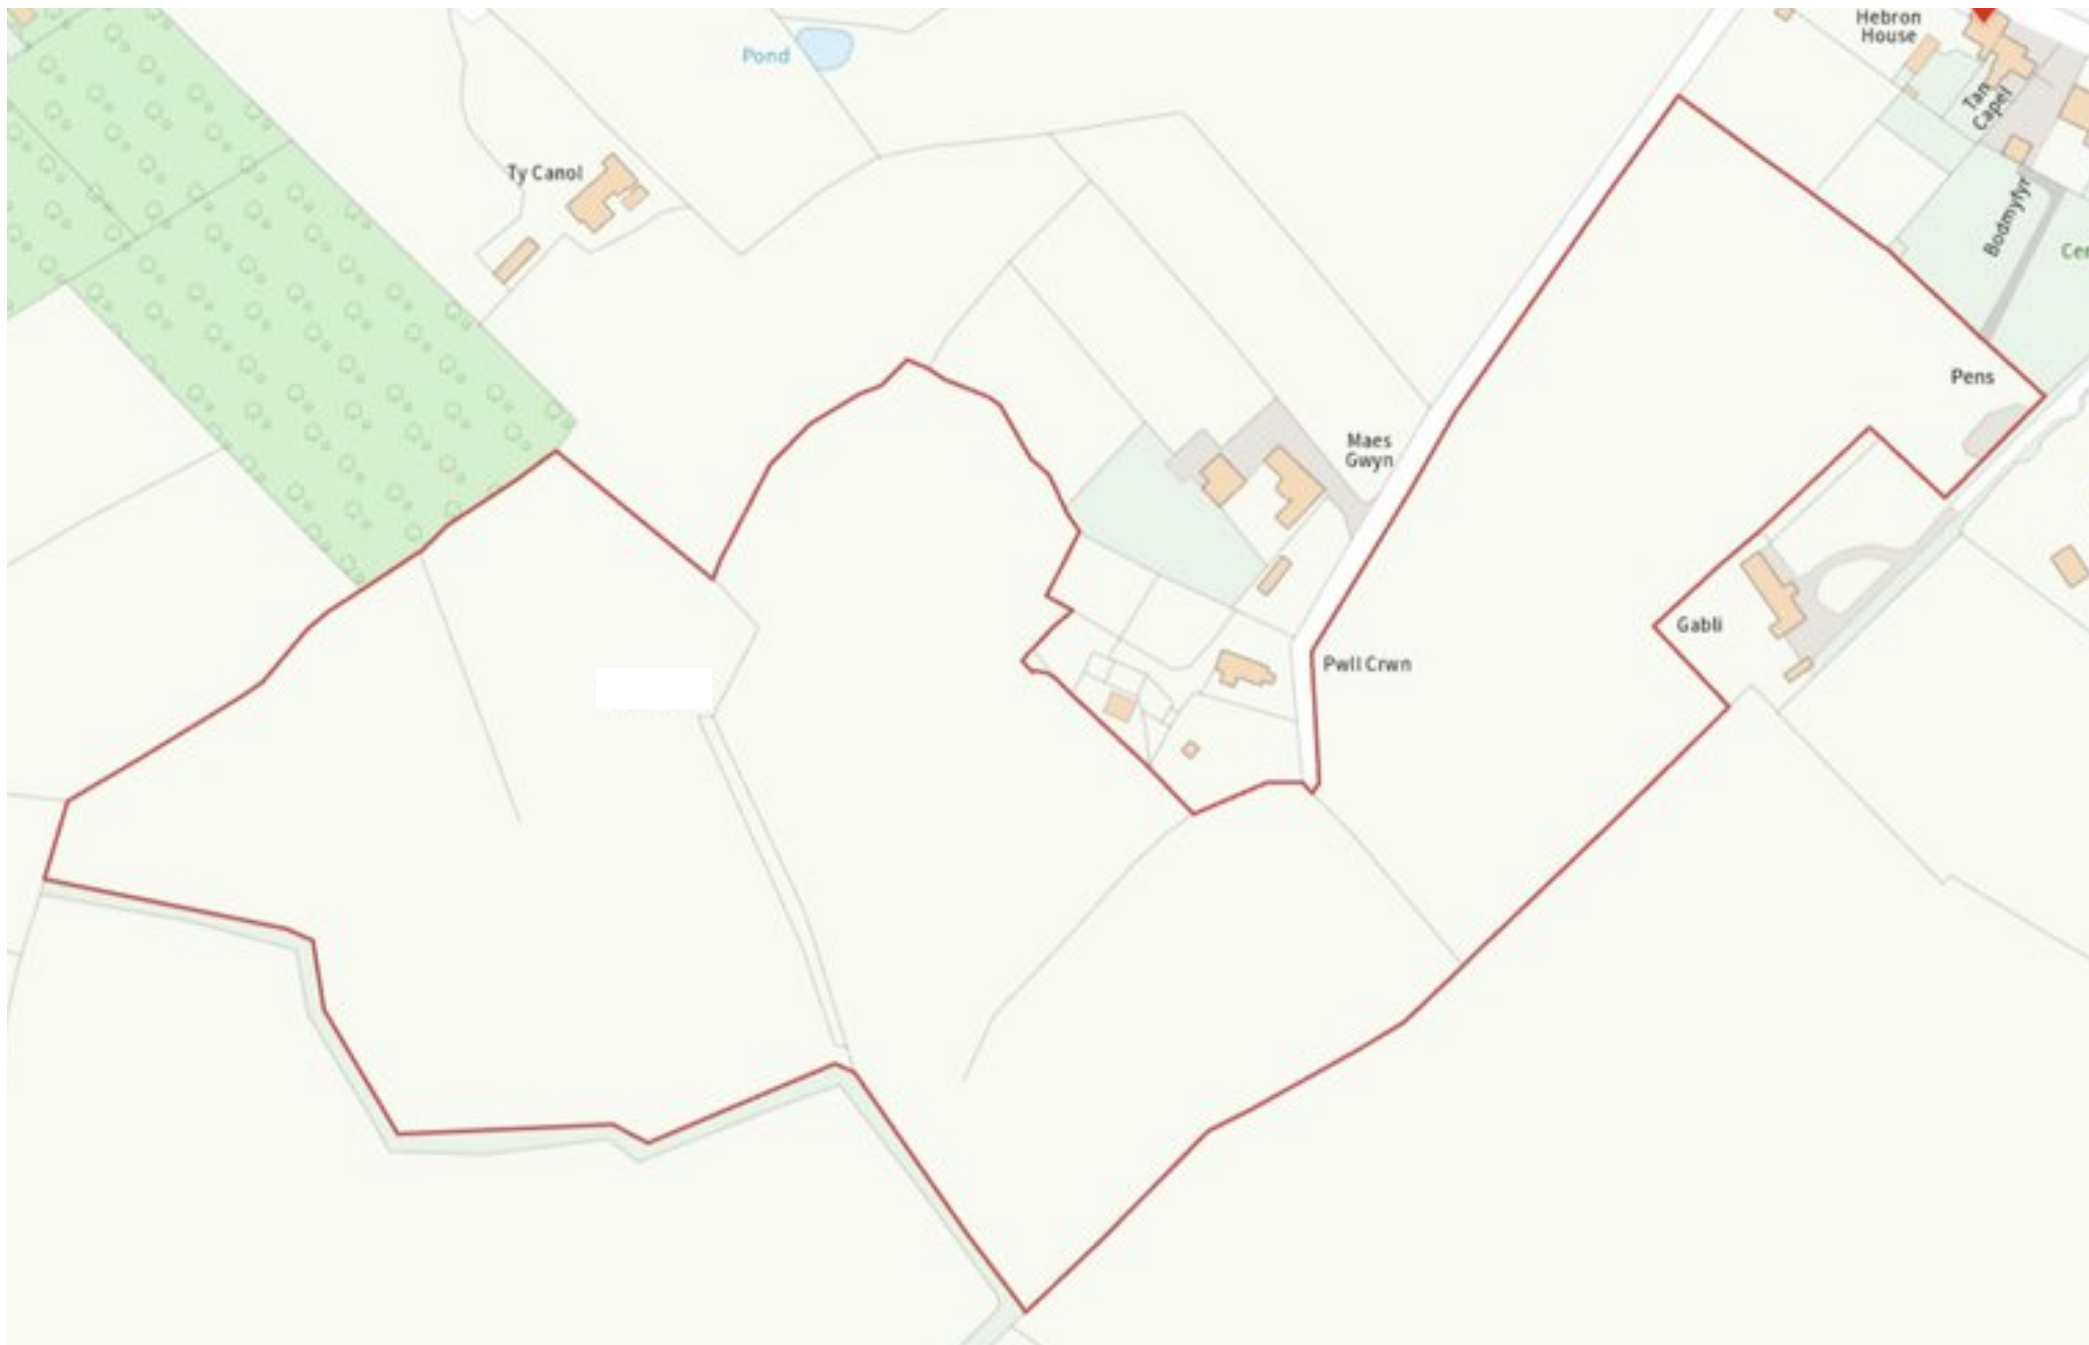 Hebron
House
Pond
Tan
Capel
Ty Canol
Bodmyfyr
Pens
Maes
Gwyn
Gabli
Pwll Crwn